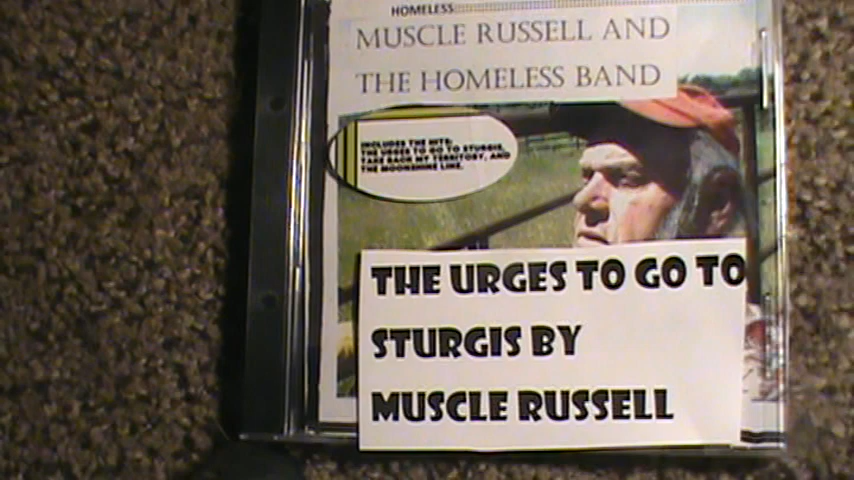 HOMELESS
MUSCLE RUSSELL AND
THE HOMELESS BAND
INCLUDES THE HITS:
THE URGES TO GO TO STURGIS,
TAKE BACK MY TERRITORY, AND
THE MOONSHINE LINE.
THE URGES TO GO TO
STURGIS BY
MUSCLE RUSSELL